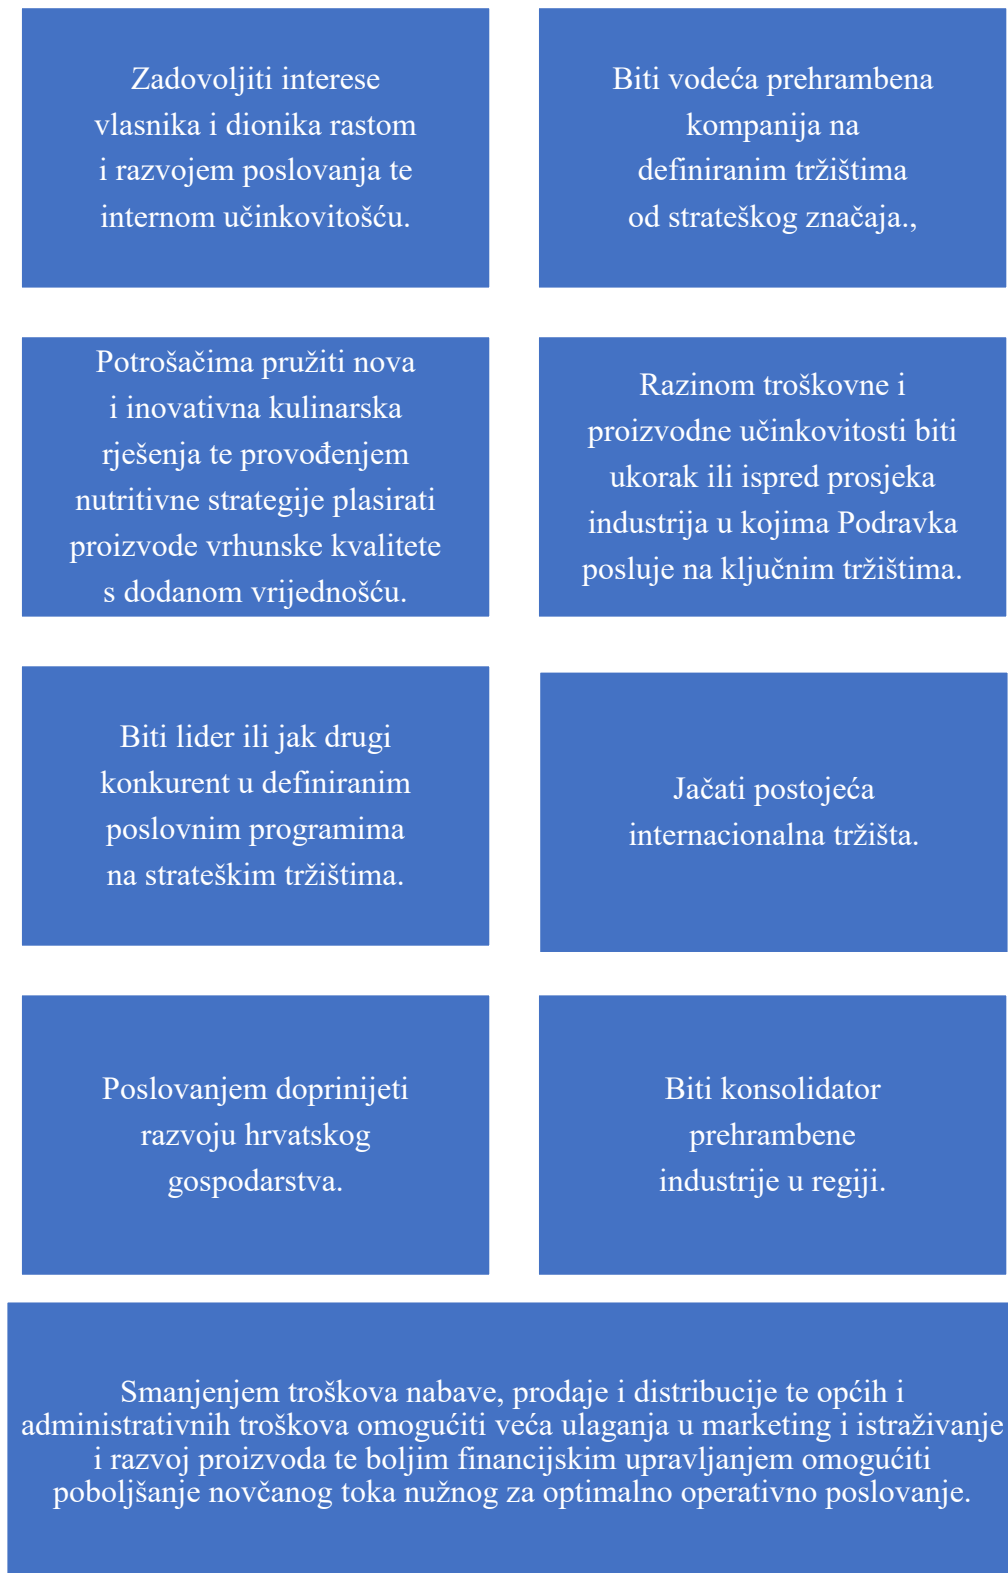 Zadovoljiti interese
vlasnika i dionika rastom
i razvojem poslovanja te
internom učinkovitošću.
Biti vodeća prehrambena
kompanija na
definiranim tržištima
od strateškog značaja.,
Potrošačima pružiti nova
i inovativna kulinarska
rješenja te provođenjem
nutritivne strategije plasirati
proizvode vrhunske kvalitete
s dodanom vrijednošću.
Razinom troškovne i
proizvodne učinkovitosti biti
ukorak ili ispred prosjeka
industrija u kojima Podravka
posluje na ključnim tržištima.
Biti lider ili jak drugi
konkurent u definiranim
poslovnim programima
na strateškim tržištima.
Jačati postojeća
internacionalna tržišta.
Poslovanjem doprinijeti
razvoju hrvatskog
gospodarstva.
Biti konsolidator
prehrambene
industrije u regiji.
Smanjenjem troškova nabave, prodaje i distribucije te općih i
administrativnih troškova omogućiti veća ulaganja u marketing i istraživanje
i razvoj proizvoda te boljim financijskim upravljanjem omogućiti
poboljšanje novčanog toka nužnog za optimalno operativno poslovanje.